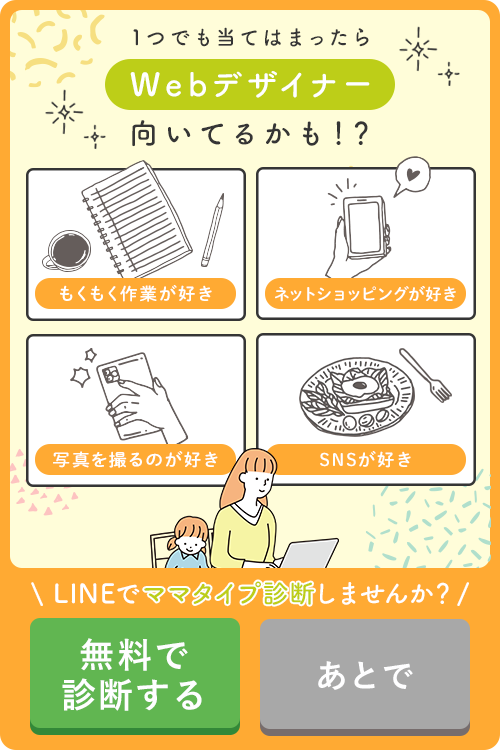 1つでも当てはまったら
Webデザイナー
向いてるかも!?
もくもく作業が好き
ネットショッピングが好き
写真を撮るのが好き
SNSが好き
\ LINEでママタイプ診断しませんか? /
無料で
診断する
あとで